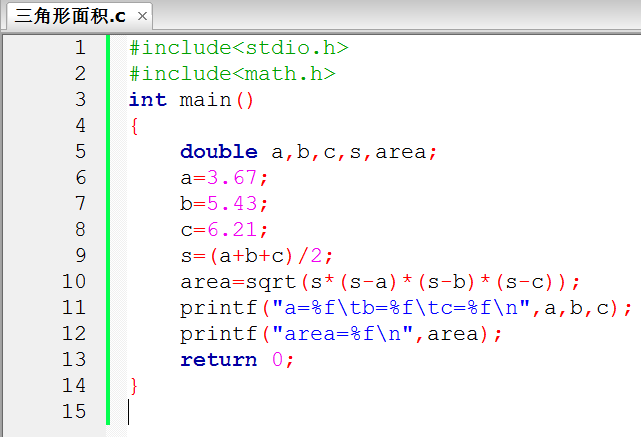 三角形面积.c ×
1 #include<stdio.h>
2 #include<math.h>
3 int main()
4 {
5 double a,b,c,s,area;
6 a=3.67;
7 b=5.43;
8 c=6.21;
9 s=(a+b+c)/2;
10 area=sqrt(s*(s-a)*(s-b)*(s-c));
11 printf("a=%f\tb=%f\tc=%f\n",a,b,c);
12 printf("area=%f\n",area);
13 return 0;
14 }
15